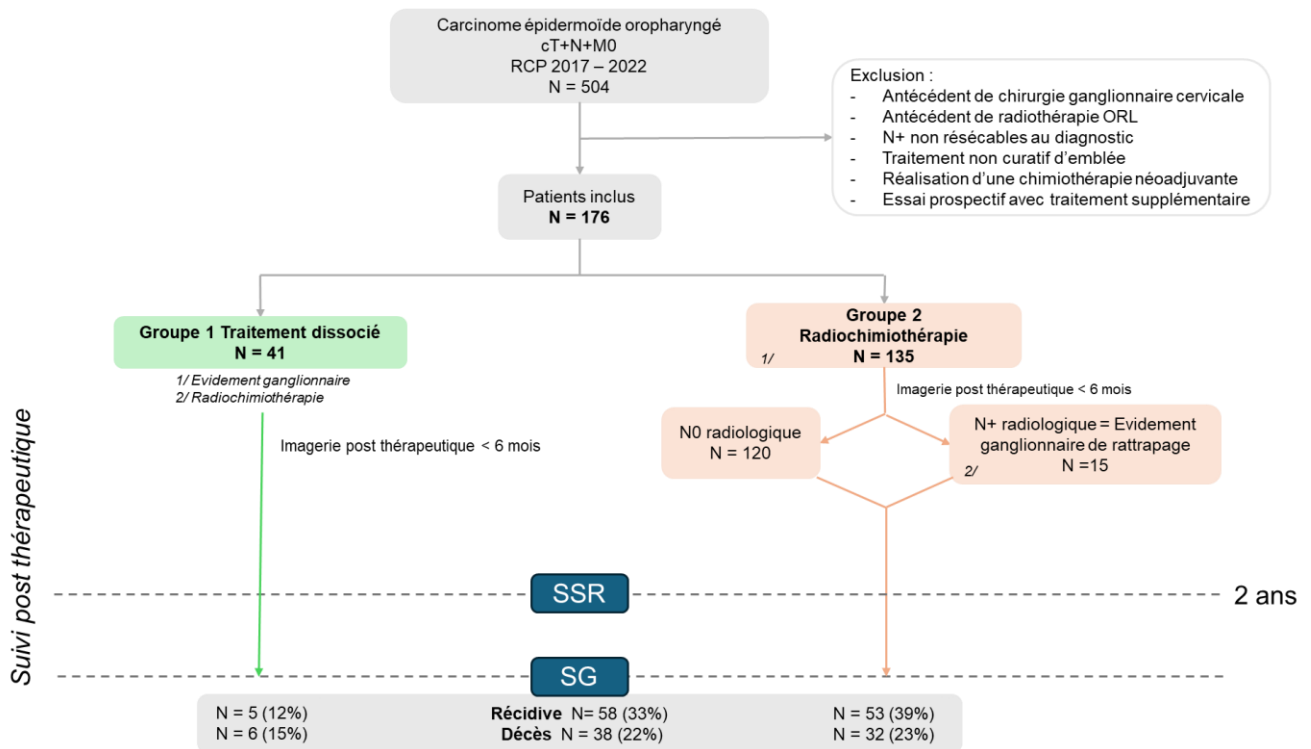 Carcinome épidermoïde oropharyngé
cT+N+M0
RCP 2017 – 2022
N = 504
Exclusion :
- Antécédent de chirurgie ganglionnaire cervicale
- Antécédent de radiothérapie ORL
- N+ non résécables au diagnostic
- Traitement non curatif d'emblée
- Réalisation d'une chimiothérapie néoadjuvante
- Essai prospectif avec traitement supplémentaire
Patients inclus
N = 176
Groupe 1 Traitement dissocié
N = 41
1/ Evidement ganglionnaire
2/ Radiochimiothérapie
Imagerie post thérapeutique < 6 mois
Groupe 2
Radiochimiothérapie
1/ N = 135
Imagerie post thérapeutique < 6 mois
N0 radiologique
N = 120
N+ radiologique = Evidement
ganglionnaire de rattrapage
2/ N =15
Suivi post thérapeutique
SSR
2 ans
SG
N = 5 (12%) Récidive N= 58 (33%) N = 53 (39%)
N = 6 (15%) Décès N = 38 (22%) N = 32 (23%)